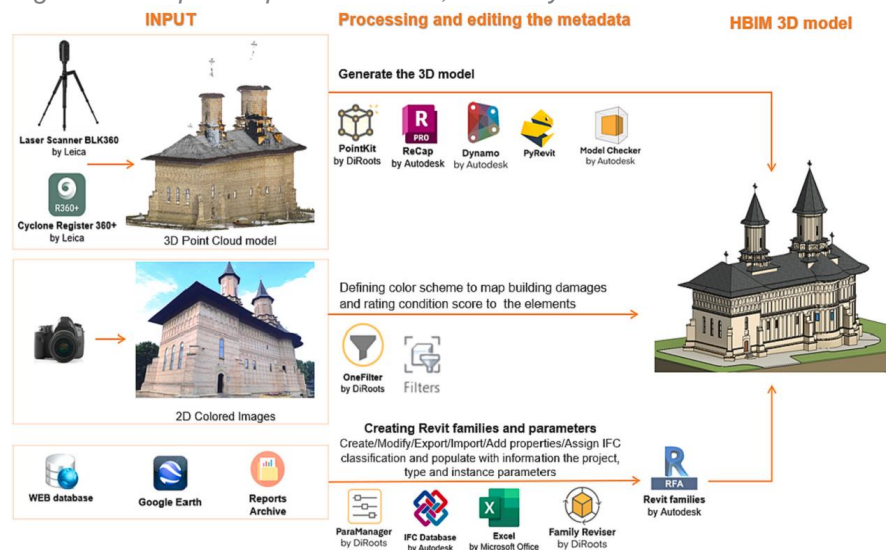 INPUT
Processing and editing the metadata
HBIM 3D model
Laser Scanner BLK360
by Leica
R360+
Cyclone Register 360+
by Leica
3D Point Cloud model
Generate the 3D model
PointKit
by DiRoots
R
PRO
ReCap
by Autodesk
Dynamo
by Autodesk
PyRevit
Model Checker
by Autodesk
2D Colored Images
Defining color scheme to map building damages
and rating condition score to the elements
OneFilter
by DiRoots
Filters
WEB database
Google Earth
Reports
Archive
Creating Revit families and parameters
Create/Modify/Export/Import/Add properties/Assign IFC
classification and populate with information the project,
type and instance parameters
ParaManager
by DiRoots
IFC Database
by Autodesk
X
Excel
by Microsoft Office
Family Reviser
by DiRoots
R
RFA
Revit families
by Autodesk